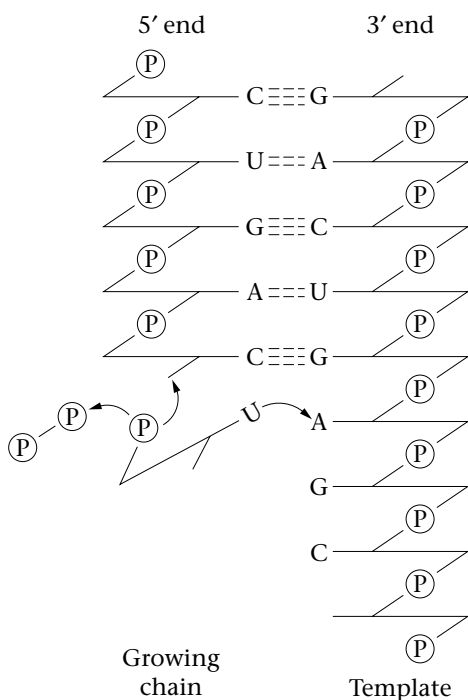 5′ end 3′ end
P
C G
P P
U A
P P
G C
P P
A U
P P
C G
P
P P U A
P
P
G
P
C
P
P
Growing
chain Template